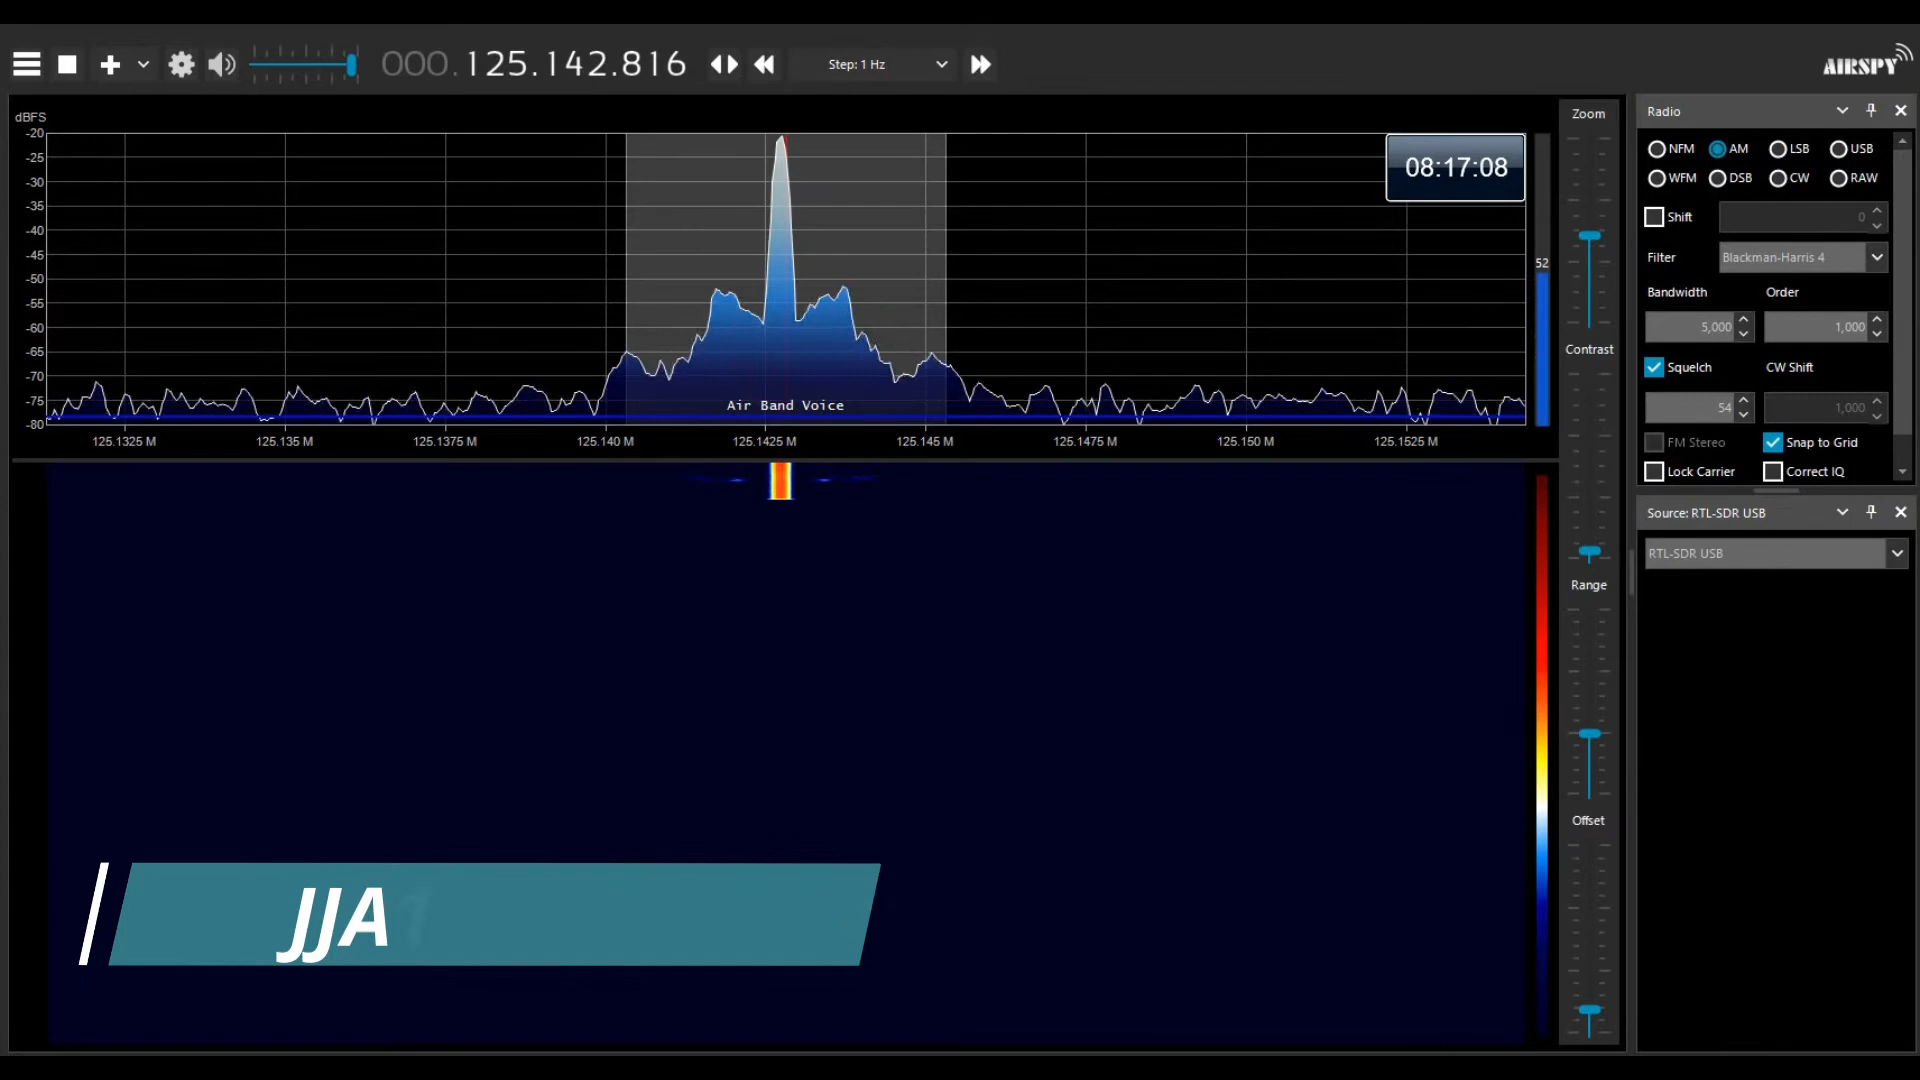 000.125.142.816
Step: 1 Hz
AIRSPY
dBFS
-20
-25
-30
-35
-40
-45
-50
-55
-60
-65
-70
-75
-80
08:17:08
52
Air Band Voice
125.1325 M
125.135 M
125.1375 M
125.140 M
125.1425 M
125.145 M
125.1475 M
125.150 M
125.1525 M
Zoom
Contrast
Range
Offset
Radio
NFM AM LSB USB
WFM DSB CW RAW
Shift 0
Filter Blackman-Harris 4
Bandwidth Order
5,000 1,000
Squelch CW Shift
54 1,000
FM Stereo Snap to Grid
Lock Carrier Correct IQ
Source: RTL-SDR USB
RTL-SDR USB
JJA